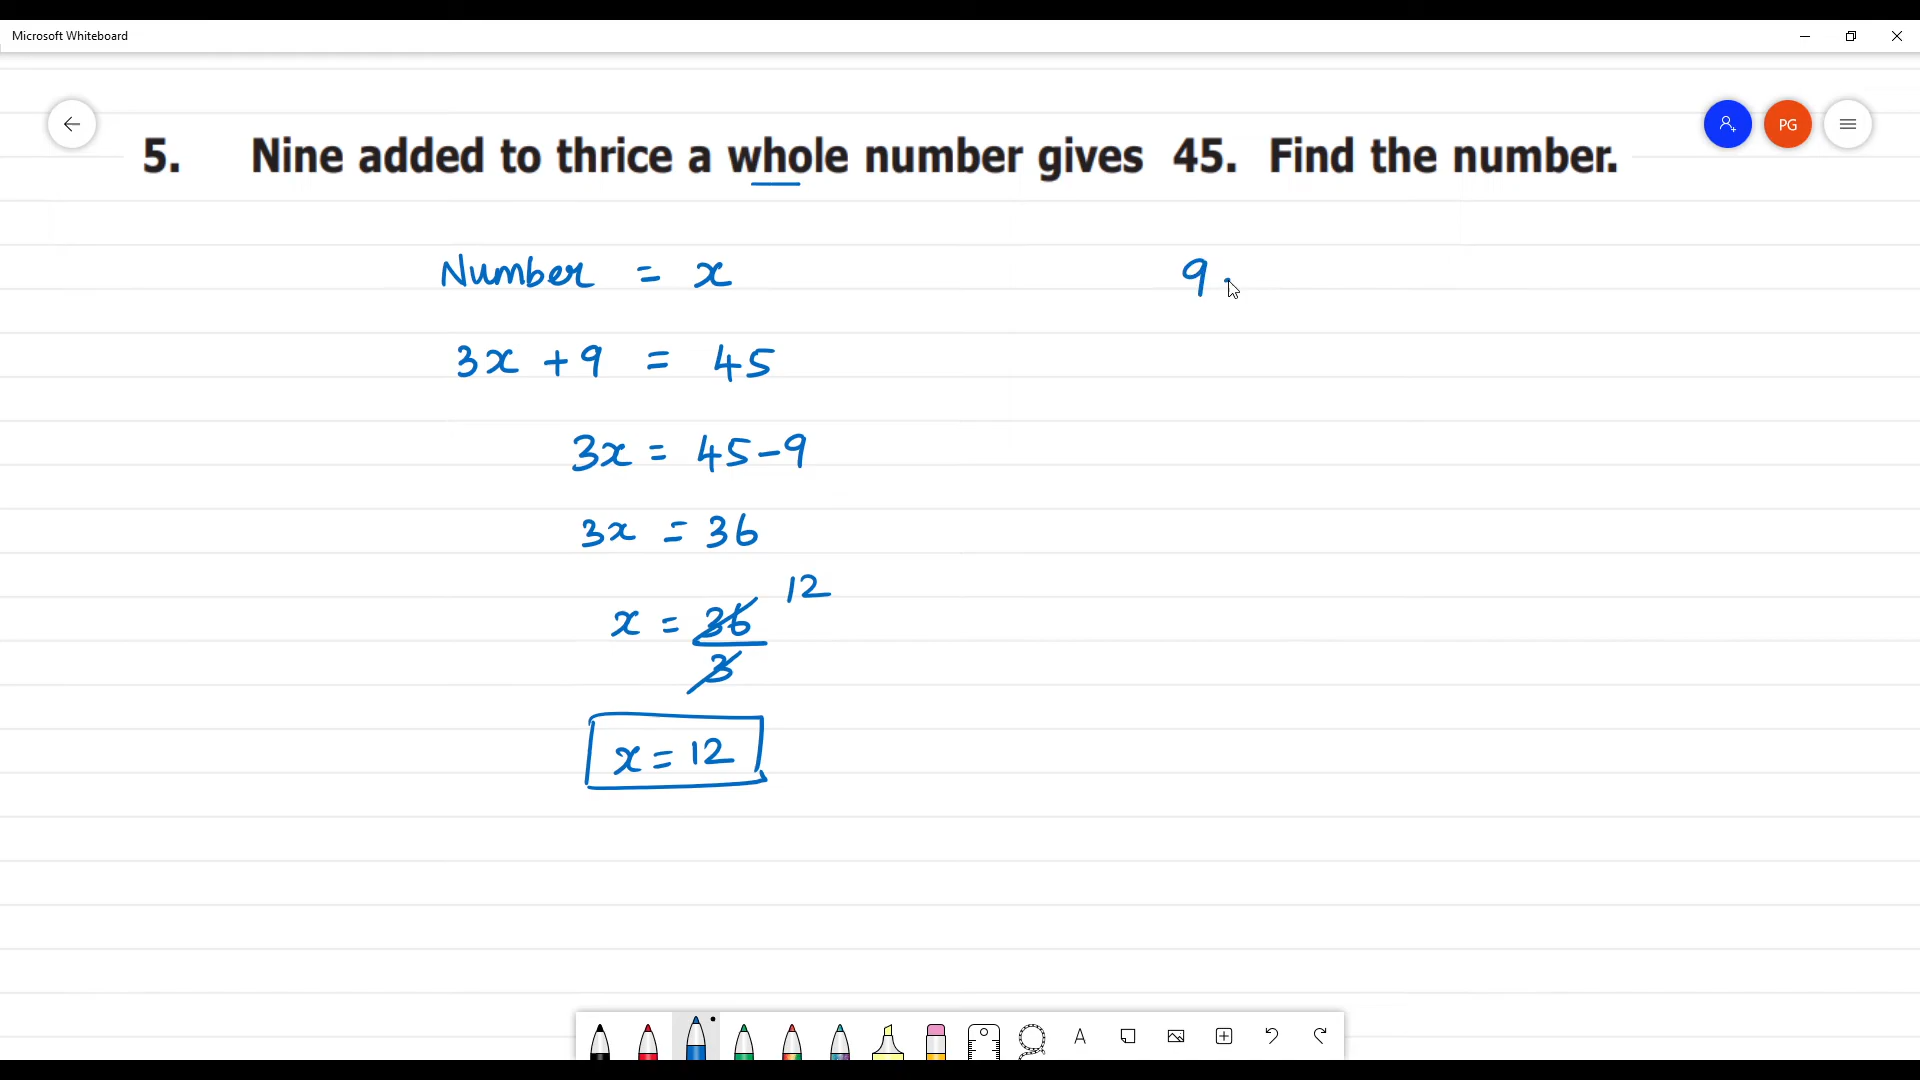 Microsoft Whiteboard
PG
5. Nine added to thrice a whole number gives 45. Find the number.
Number = x
9
3x + 9 = 45
3x = 45 - 9
3x = 36
12
x = 36
3
x = 12
A